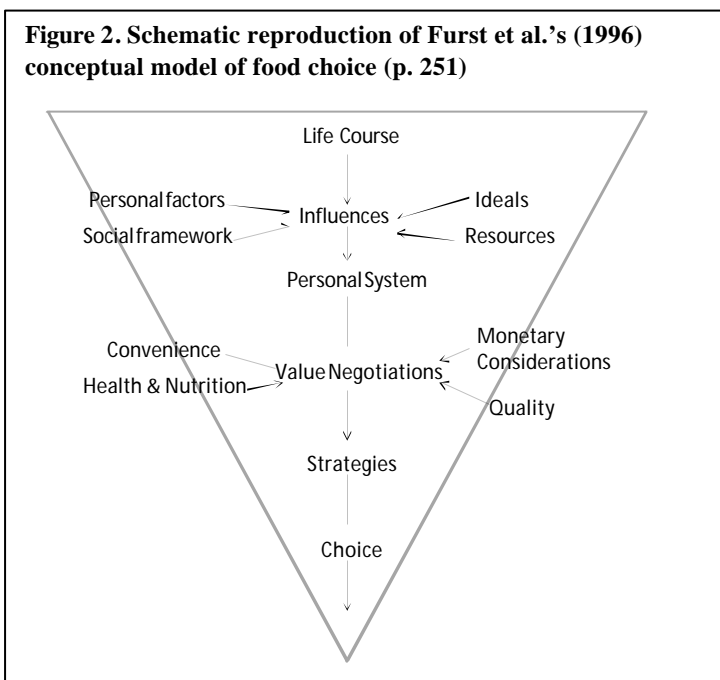 Figure 2. Schematic reproduction of Furst et al.'s (1996)
conceptual model of food choice (p. 251)
Life Course
Personal factors
Ideals
Influences
Social framework
Resources
Personal System
Monetary
Considerations
Convenience
Value Negotiations
Health & Nutrition
Quality
Strategies
Choice